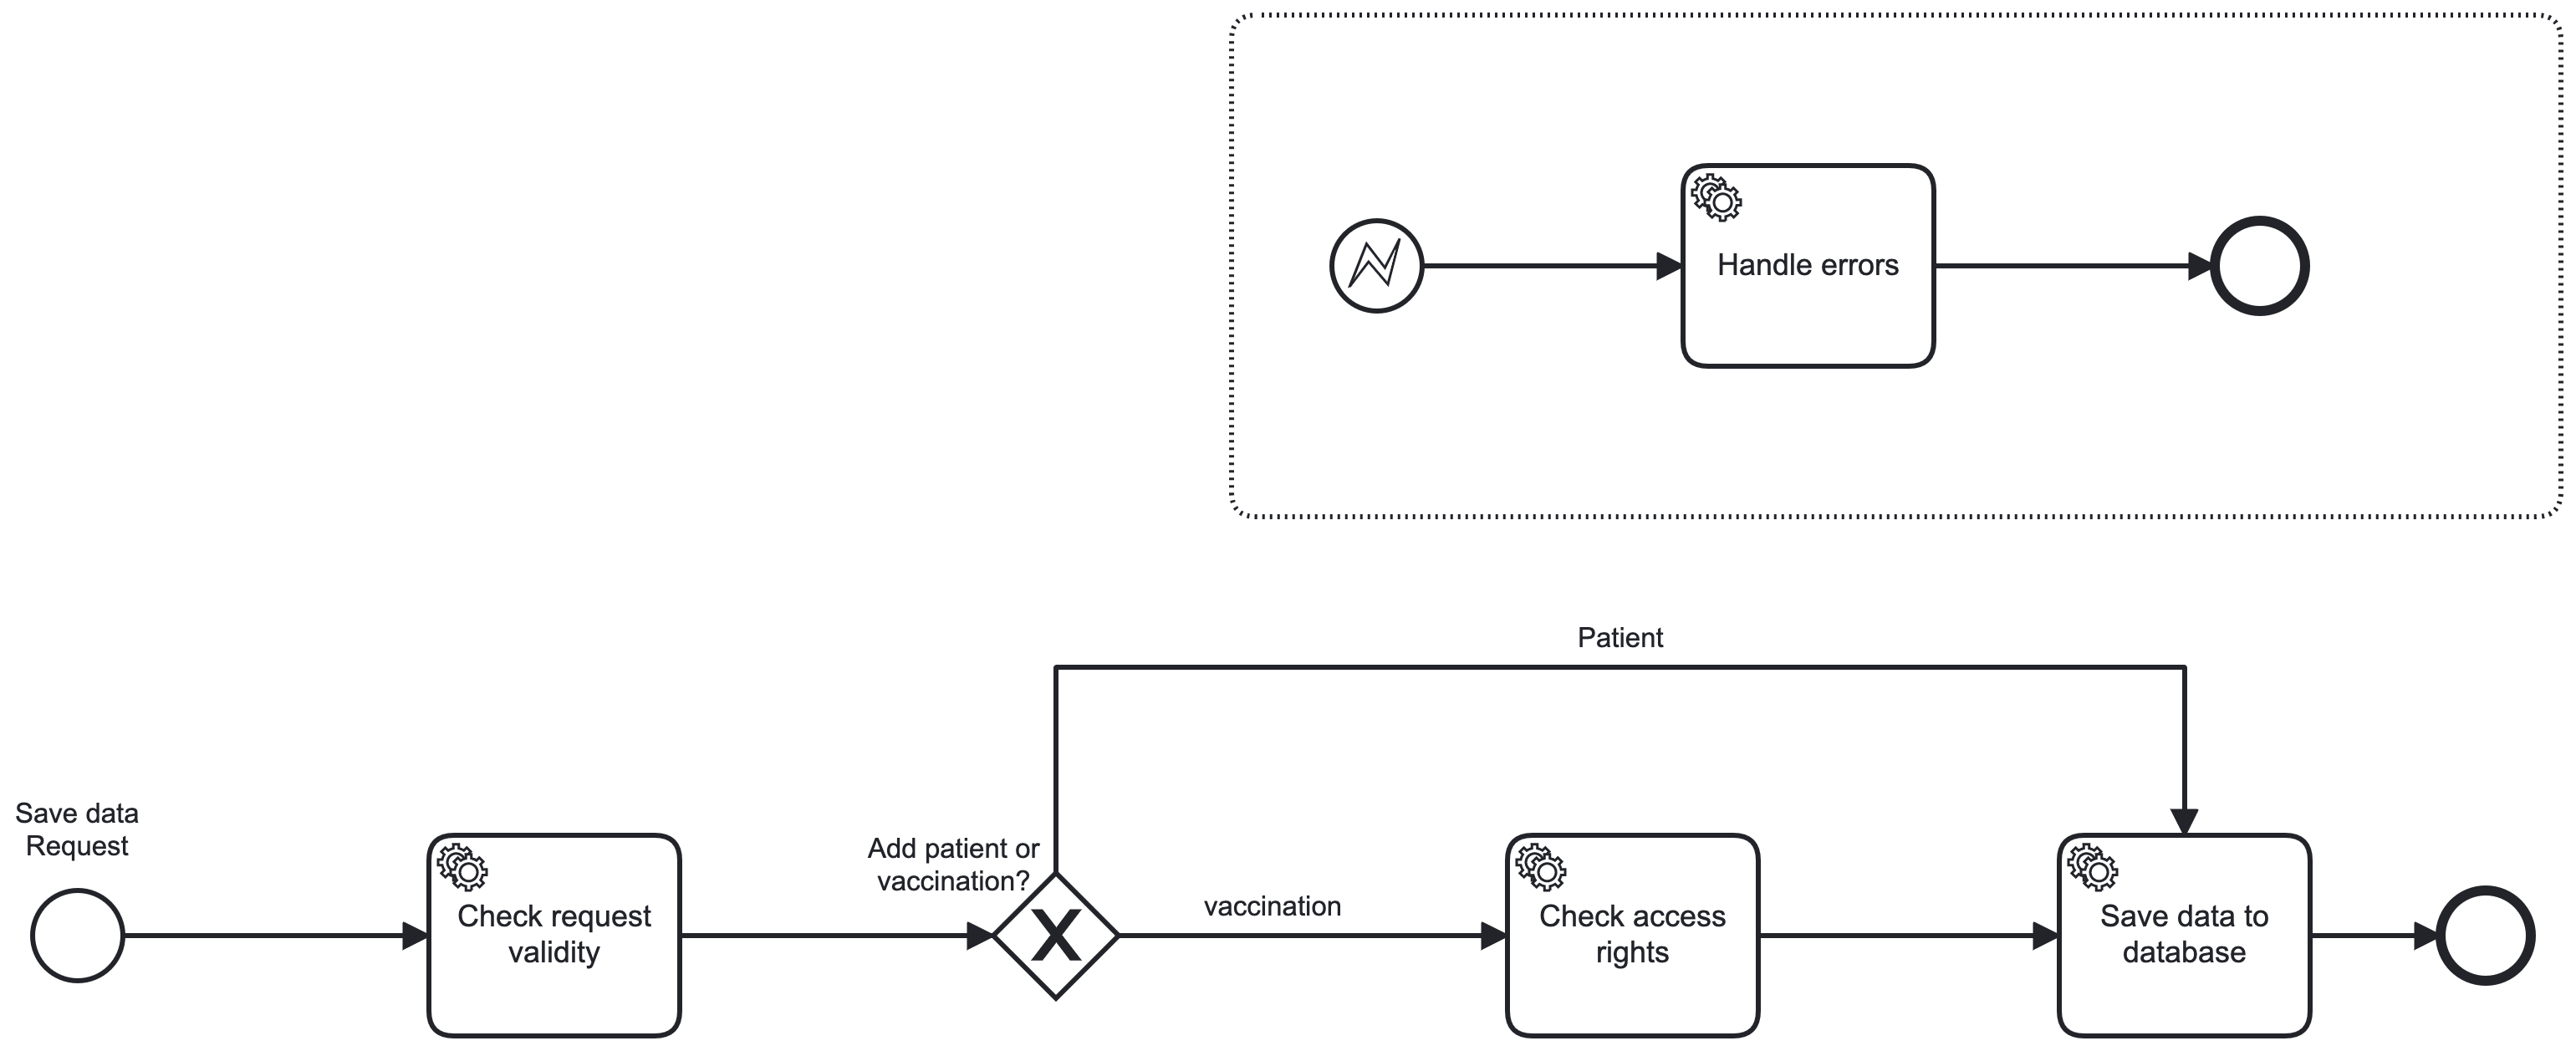 Handle errors
Patient
Save data
Request
Add patient or
vaccination?
vaccination
Check request
validity
Check access
rights
Save data to
database